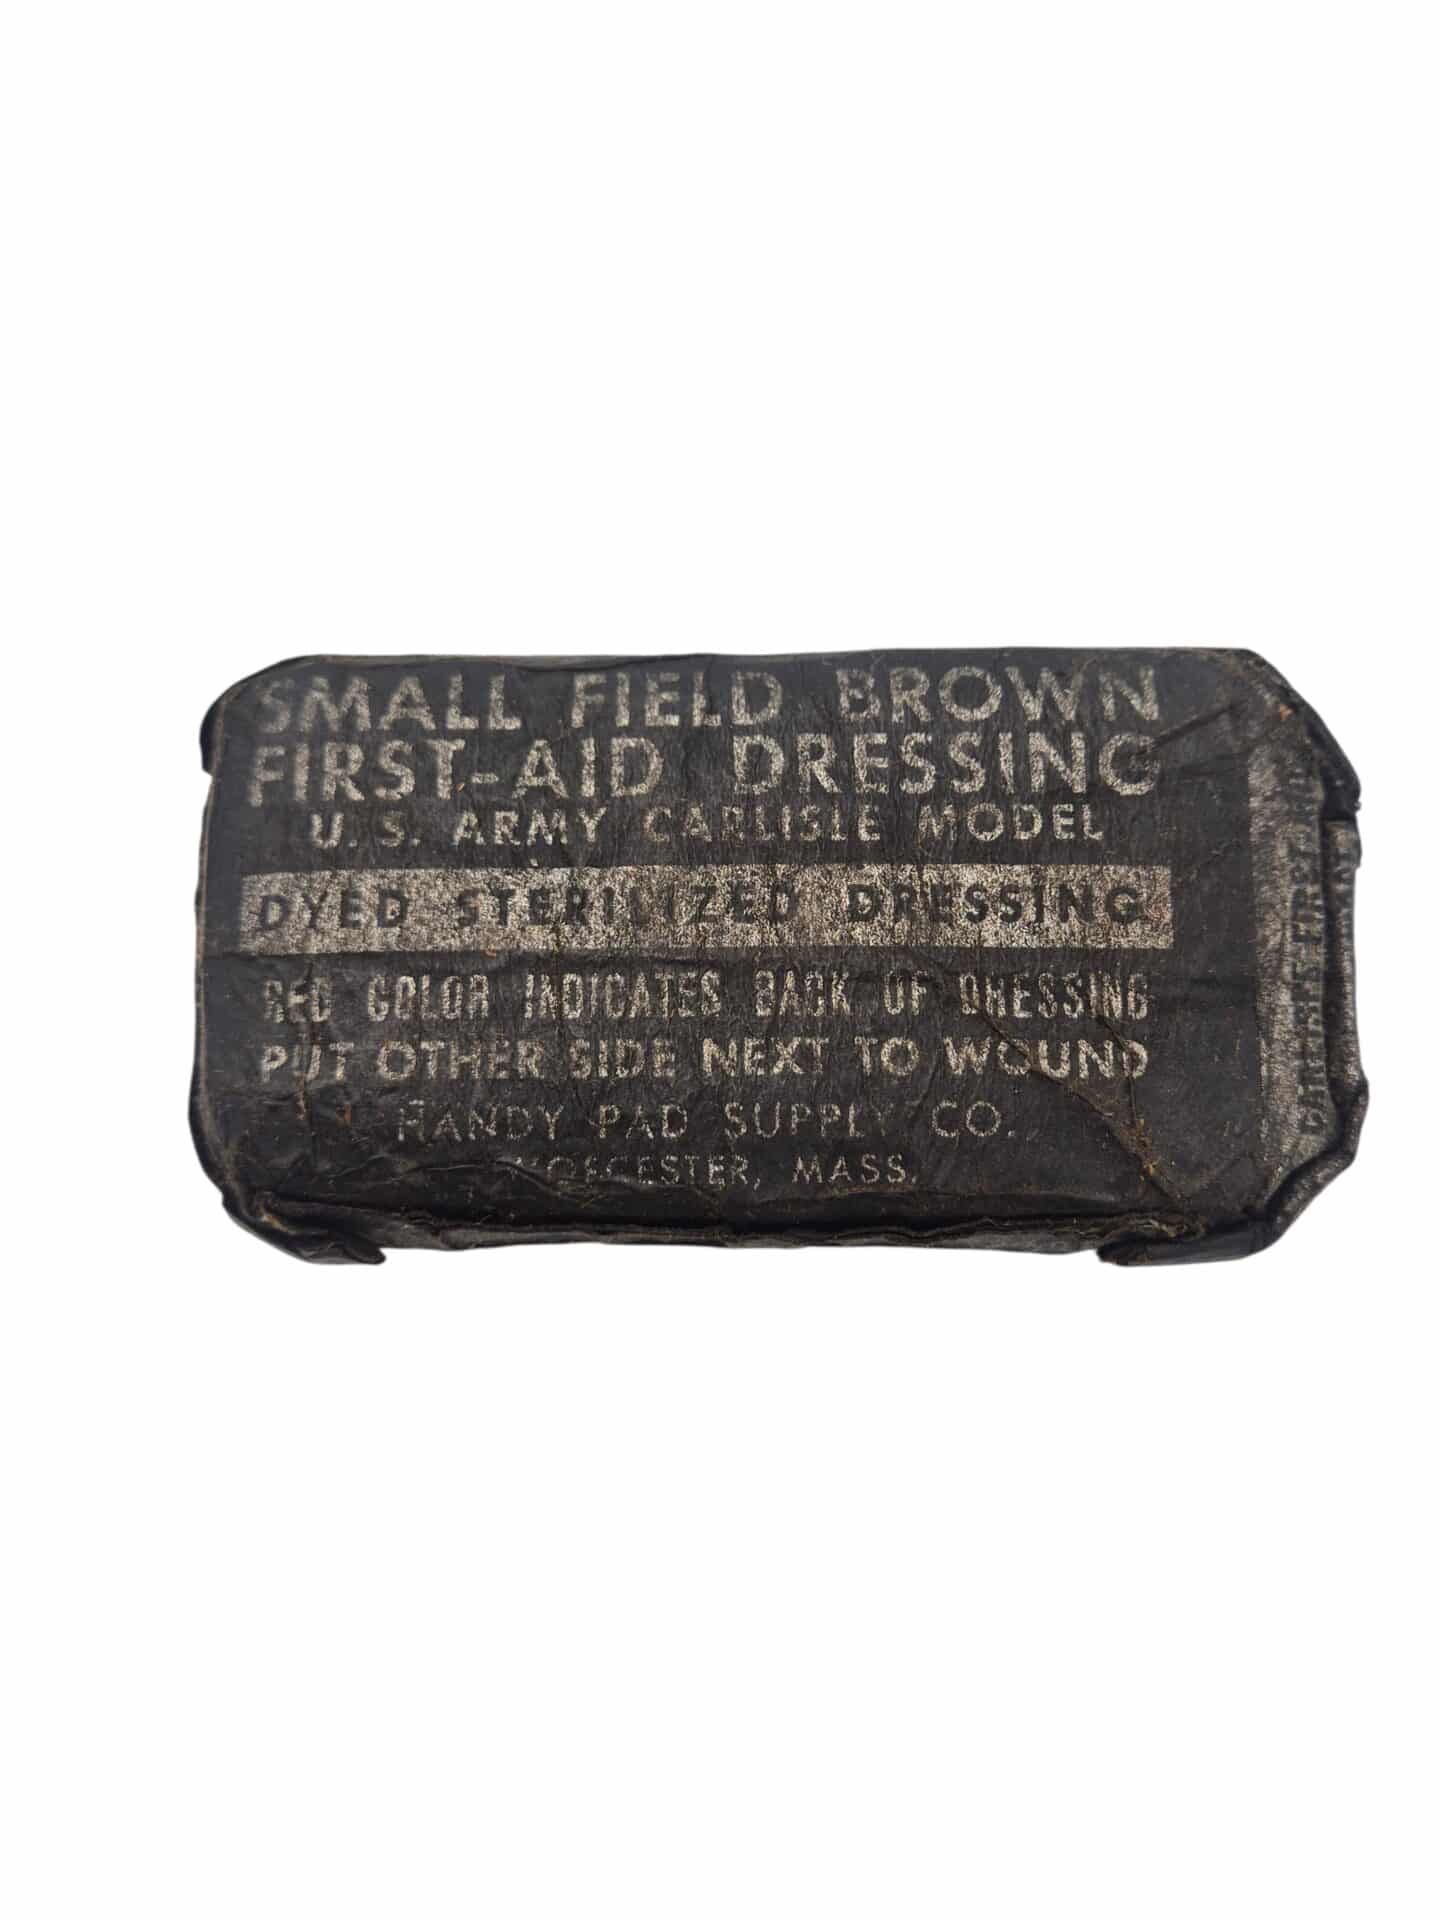 SMALL FIELD BROWN
FIRST-AID DRESSING
U. S. ARMY CARLISLE MODEL
DYED STERILIZED DRESSING
RED COLOR INDICATES BACK OF DRESSING
PUT OTHER SIDE NEXT TO WOUND
HANDY PAD SUPPLY CO.
WORCESTER, MASS.